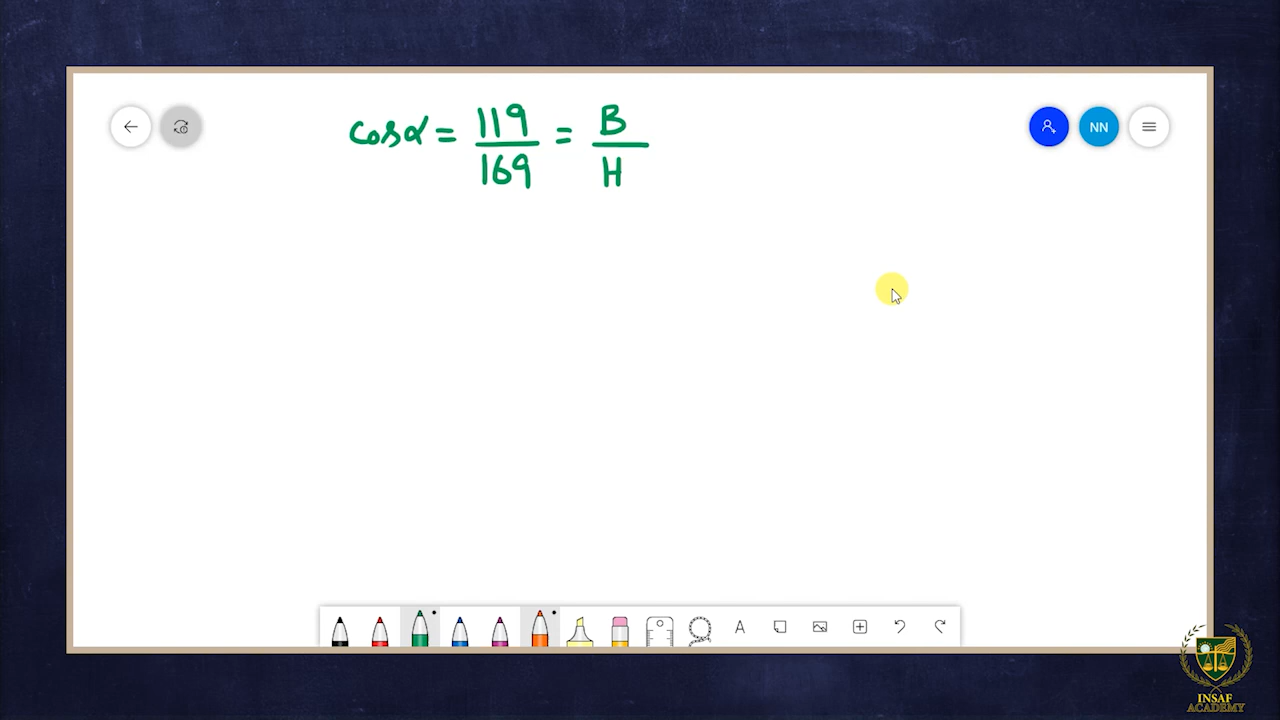 cosα = 119/169 = B/H
NN
A
INSAF
ACADEMY